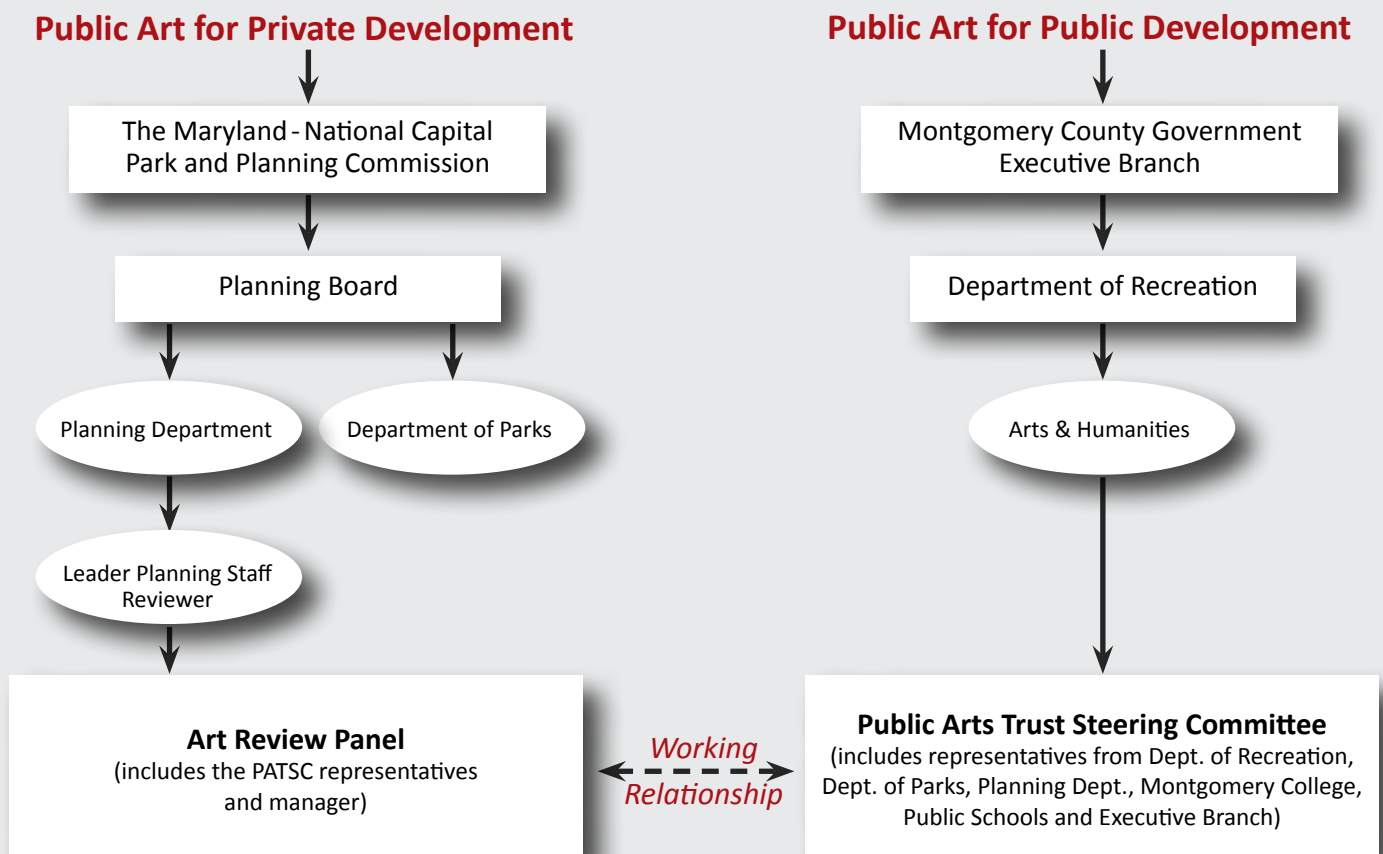 Public Art for Private Development
The Maryland - National Capital
Park and Planning Commission
Planning Board
Planning Department
Department of Parks
Leader Planning Staff
Reviewer
Art Review Panel
(includes the PATSC representatives
and manager)
Working
Relationship
Public Art for Public Development
Montgomery County Government
Executive Branch
Department of Recreation
Arts & Humanities
Public Arts Trust Steering Committee
(includes representatives from Dept. of Recreation,
Dept. of Parks, Planning Dept., Montgomery College,
Public Schools and Executive Branch)